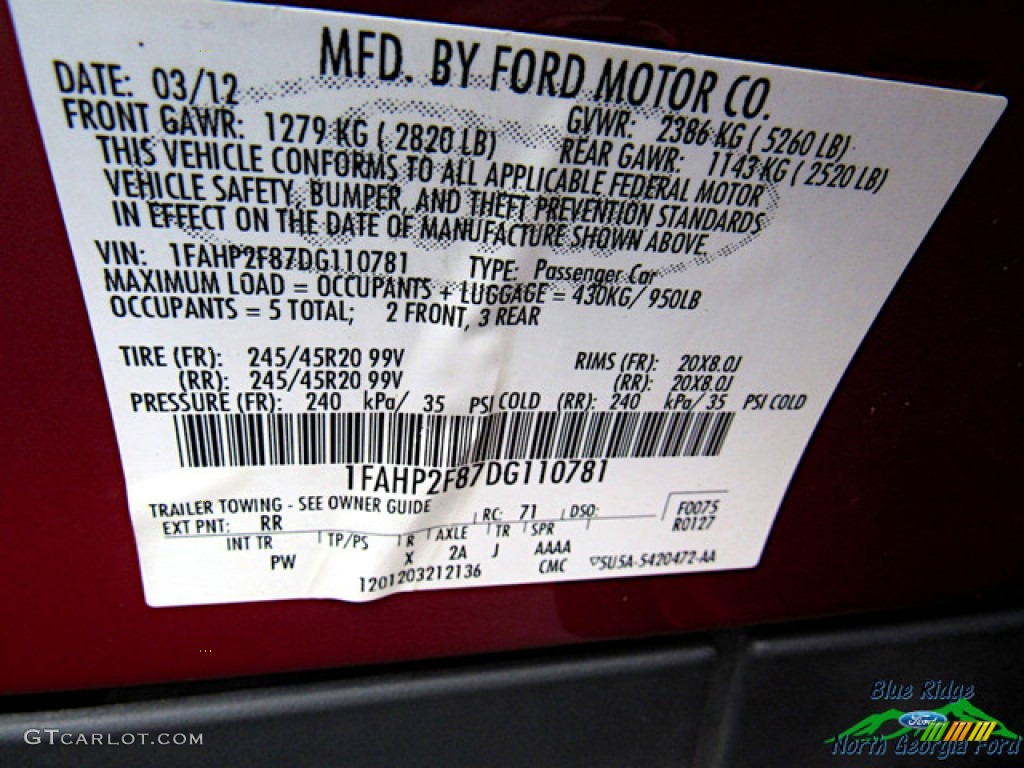 MFD. BY FORD MOTOR CO.
DATE: 03/12 GVWR: 2386 KG ( 5260 LB)
FRONT GAWR: 1279 KG ( 2820 LB) REAR GAWR: 1143 KG ( 2520 LB)
THIS VEHICLE CONFORMS TO ALL APPLICABLE FEDERAL MOTOR
VEHICLE SAFETY, BUMPER, AND THEFT PREVENTION STANDARDS
IN EFFECT ON THE DATE OF MANUFACTURE SHOWN ABOVE.
VIN: 1FAHP2F87DG110781 TYPE: Passenger Car
MAXIMUM LOAD = OCCUPANTS + LUGGAGE = 430KG/ 950LB
OCCUPANTS = 5 TOTAL; 2 FRONT, 3 REAR
TIRE (FR): 245/45R20 99V RIMS (FR): 20X8.0J
(RR): 245/45R20 99V (RR): 20X8.0J
PRESSURE (FR): 240 kPa/ 35 PSI COLD (RR): 240 kPa/ 35 PSI COLD
1FAHP2F87DG110781
TRAILER TOWING - SEE OWNER GUIDE
EXT PNT: RR RC: 71 DSO: F0075
R0127
INT TR TP/PS R AXLE TR SPR
PW X 2A J AAAA
CMC
1201203212136 ▽5U5A-5420472-AA
GTCARLOT.COM
Blue Ridge
Ford
North Georgia Ford